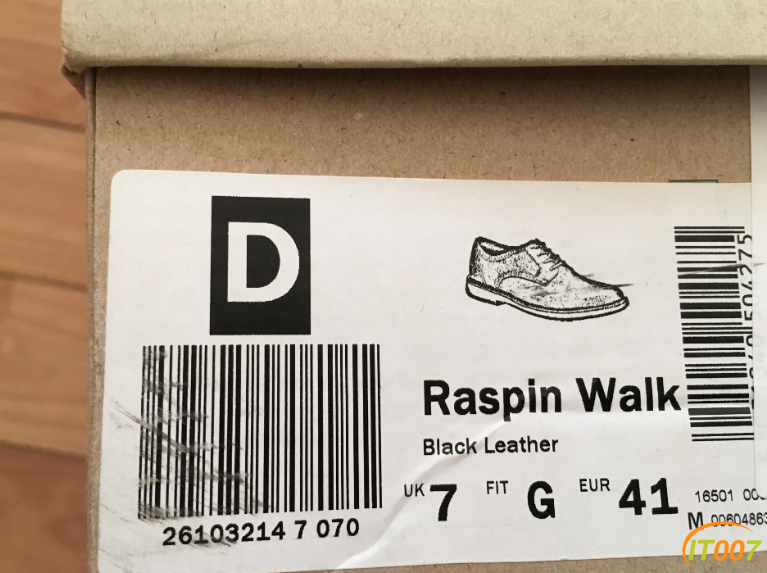 D
Raspin Walk
Black Leather
UK 7 FIT G EUR 41
26103214 7 070
16501
M
IT007